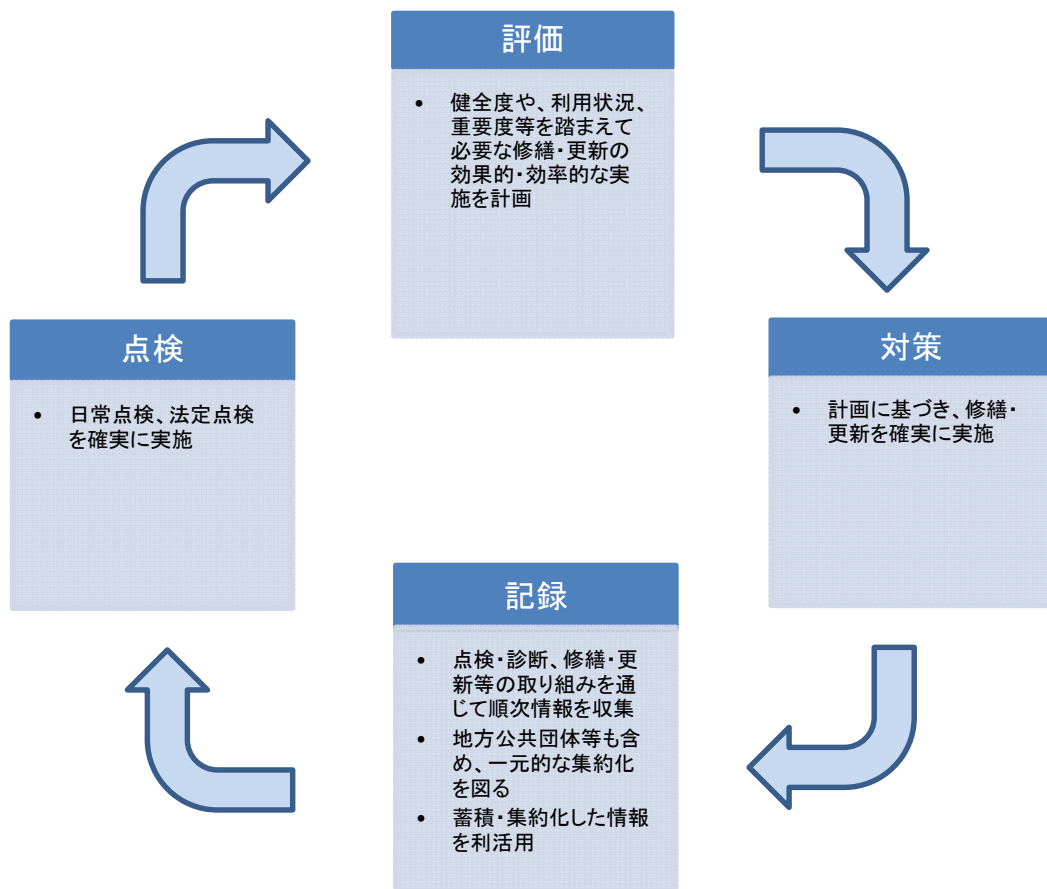 評価
• 健全度や、利用状況、
重要度等を踏まえて
必要な修繕・更新の
効果的・効率的な実
施を計画
点検
• 日常点検、法定点検
を確実に実施
対策
• 計画に基づき、修繕・
更新を確実に実施
記録
• 点検・診断、修繕・更
新等の取り組みを通
じて順次情報を収集
• 地方公共団体等も含
め、一元的な集約化
を図る
• 蓄積・集約化した情報
を利活用